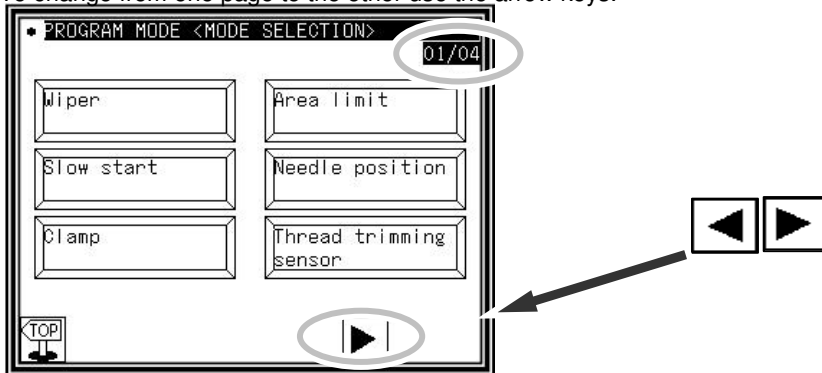 To change from one page to the other use the arrow keys.
PROGRAM MODE <MODE SELECTION>
01/04
Wiper
Area limit
Slow start
Needle position
Clamp
Thread trimming
sensor
TOP